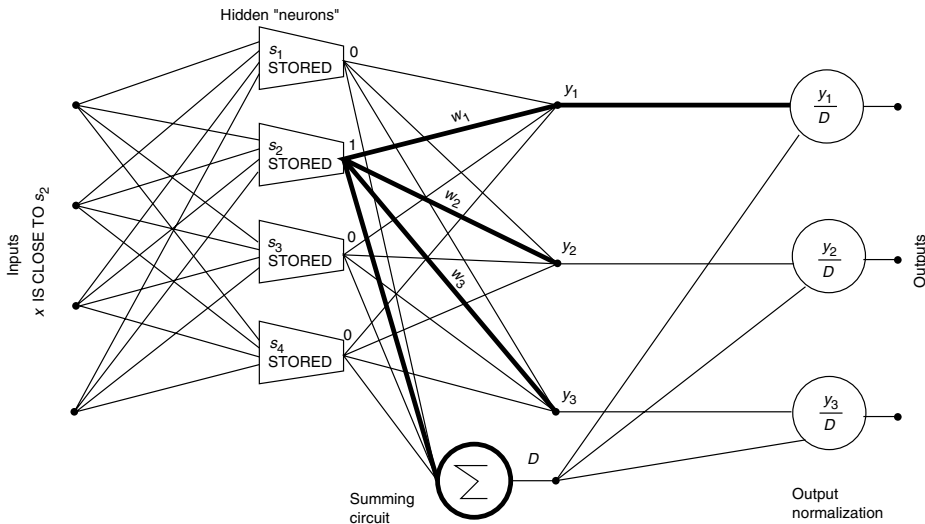 Hidden "neurons"
Inputs
x IS CLOSE TO s2
s1
STORED
0
s2
STORED
1
s3
STORED
0
s4
STORED
0
w1
w2
w3
y1
y2
y3
Σ
D
Summing
circuit
y1
D
y2
D
y3
D
Outputs
Output
normalization